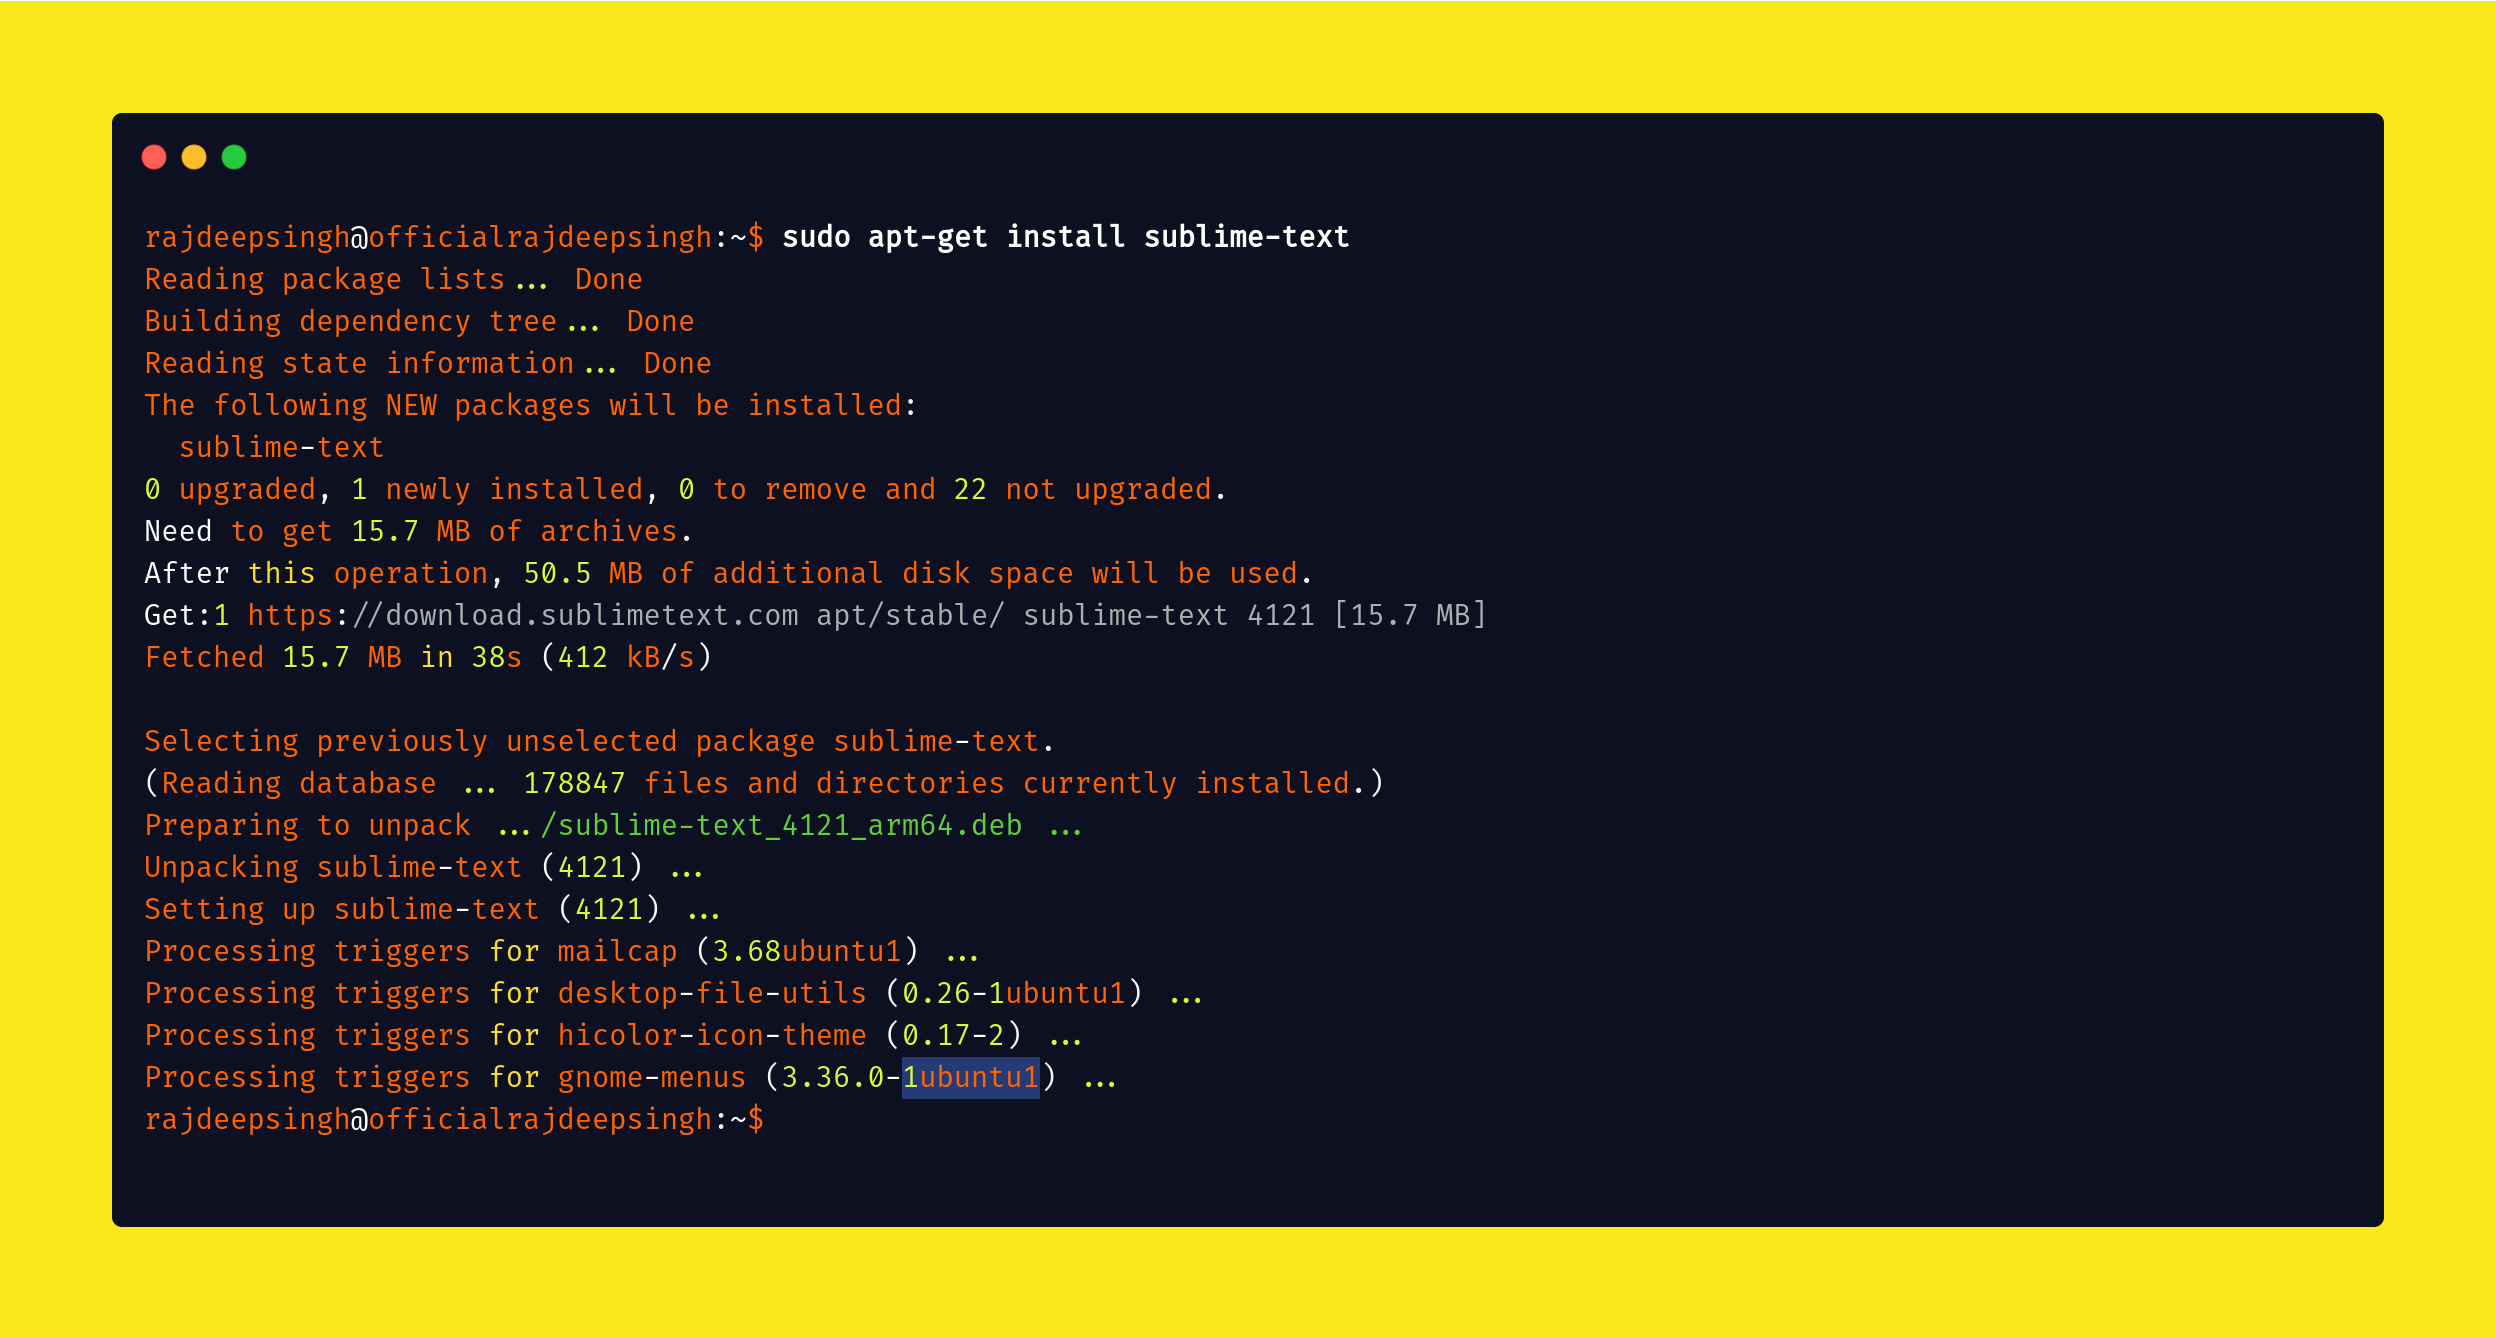 rajdeepsingh@officialrajdeepsingh:~$ sudo apt-get install sublime-text
Reading package lists... Done
Building dependency tree... Done
Reading state information... Done
The following NEW packages will be installed:
  sublime-text
0 upgraded, 1 newly installed, 0 to remove and 22 not upgraded.
Need to get 15.7 MB of archives.
After this operation, 50.5 MB of additional disk space will be used.
Get:1 https://download.sublimetext.com apt/stable/ sublime-text 4121 [15.7 MB]
Fetched 15.7 MB in 38s (412 kB/s)

Selecting previously unselected package sublime-text.
(Reading database ... 178847 files and directories currently installed.)
Preparing to unpack .../sublime-text_4121_arm64.deb ...
Unpacking sublime-text (4121) ...
Setting up sublime-text (4121) ...
Processing triggers for mailcap (3.68ubuntu1) ...
Processing triggers for desktop-file-utils (0.26-1ubuntu1) ...
Processing triggers for hicolor-icon-theme (0.17-2) ...
Processing triggers for gnome-menus (3.36.0-1ubuntu1) ...
rajdeepsingh@officialrajdeepsingh:~$